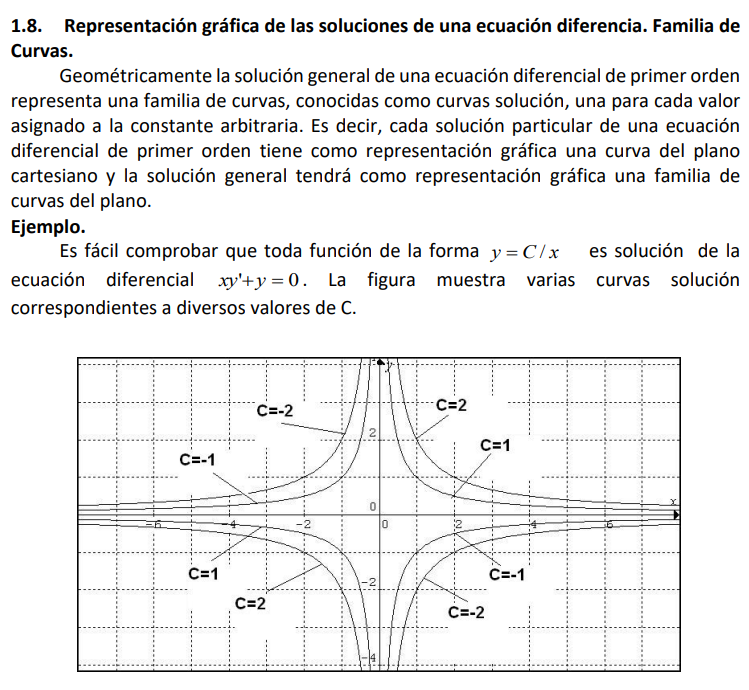 1.8. Representación gráfica de las soluciones de una ecuación diferencia. Familia de
Curvas.
Geométricamente la solución general de una ecuación diferencial de primer orden
representa una familia de curvas, conocidas como curvas solución, una para cada valor
asignado a la constante arbitraria. Es decir, cada solución particular de una ecuación
diferencial de primer orden tiene como representación gráfica una curva del plano
cartesiano y la solución general tendrá como representación gráfica una familia de
curvas del plano.
Ejemplo.
Es fácil comprobar que toda función de la forma y = C / x es solución de la
ecuación diferencial xy'+y = 0. La figura muestra varias curvas solución
correspondientes a diversos valores de C.
y
C=-2
C=2
2
C=1
C=-1
0
x
-6 -4 -2 0 2 4 6
C=1
-2
C=-1
C=2
C=-2
-4